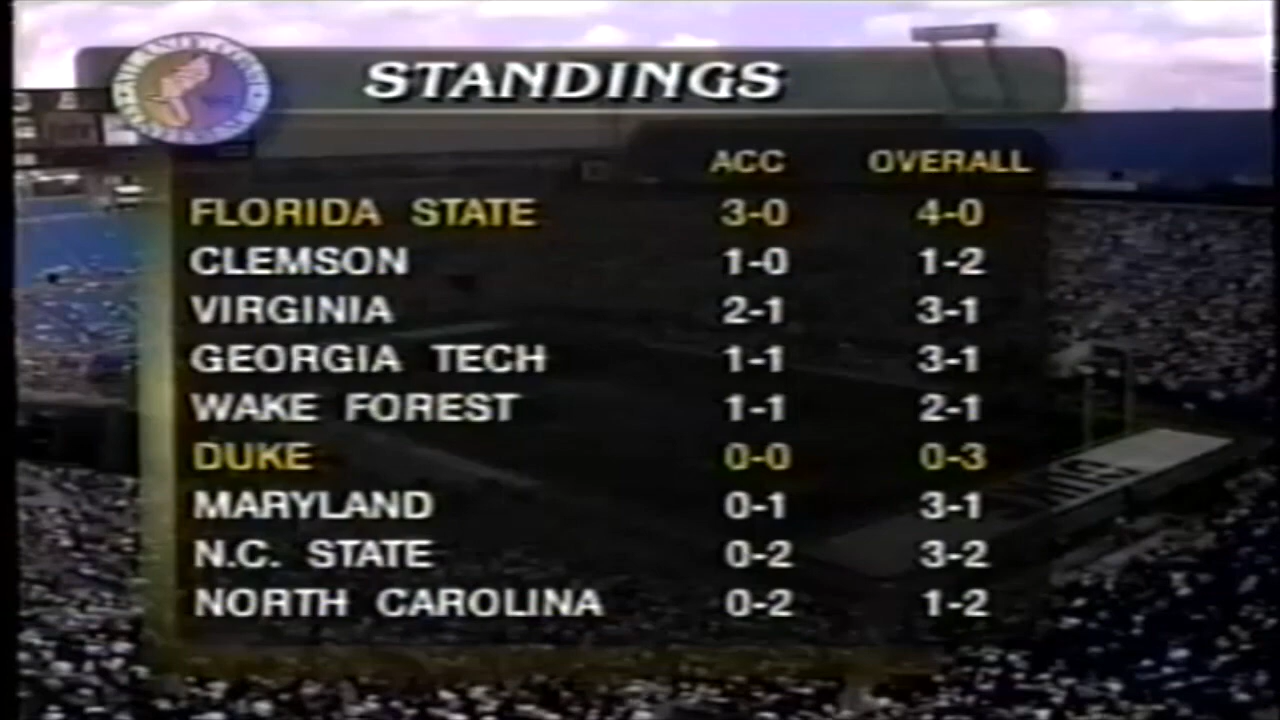 STANDINGS
ACC OVERALL
FLORIDA STATE 3-0 4-0
CLEMSON 1-0 1-2
VIRGINIA 2-1 3-1
GEORGIA TECH 1-1 3-1
WAKE FOREST 1-1 2-1
DUKE 0-0 0-3
MARYLAND 0-1 3-1
N.C. STATE 0-2 3-2
NORTH CAROLINA 0-2 1-2